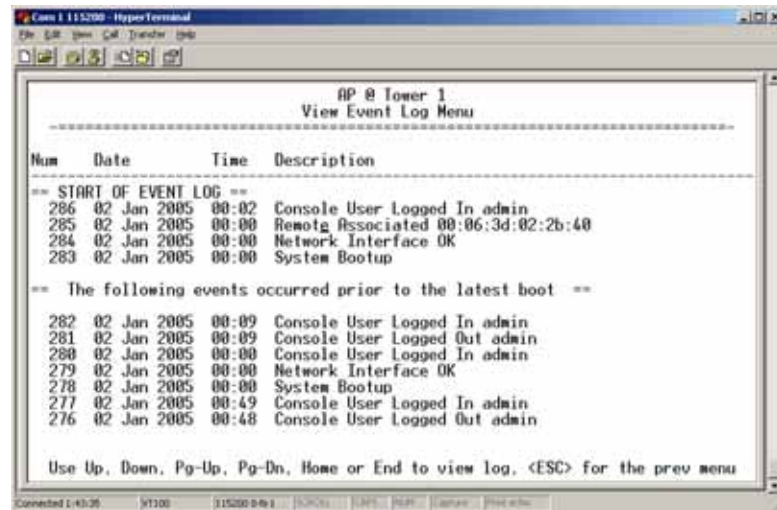 Com 1 115200 - HyperTerminal
File Edit View Call Transfer Help
AP @ Tower 1
View Event Log Menu
Num Date Time Description
== START OF EVENT LOG ==
286 02 Jan 2005 00:02 Console User Logged In admin
285 02 Jan 2005 00:00 Remote Associated 00:06:3d:02:2b:40
284 02 Jan 2005 00:00 Network Interface OK
283 02 Jan 2005 00:00 System Bootup
== The following events occurred prior to the latest boot ==
282 02 Jan 2005 00:09 Console User Logged In admin
281 02 Jan 2005 00:09 Console User Logged Out admin
280 02 Jan 2005 00:00 Console User Logged In admin
279 02 Jan 2005 00:00 Network Interface OK
278 02 Jan 2005 00:00 System Bootup
277 02 Jan 2005 00:49 Console User Logged In admin
276 02 Jan 2005 00:48 Console User Logged Out admin
Use Up, Down, Pg-Up, Pg-Dn, Home or End to view log, <ESC> for the prev menu
Connected VT100 115200 8-N-1 SCROLL CAPS NUM Capture Print echo